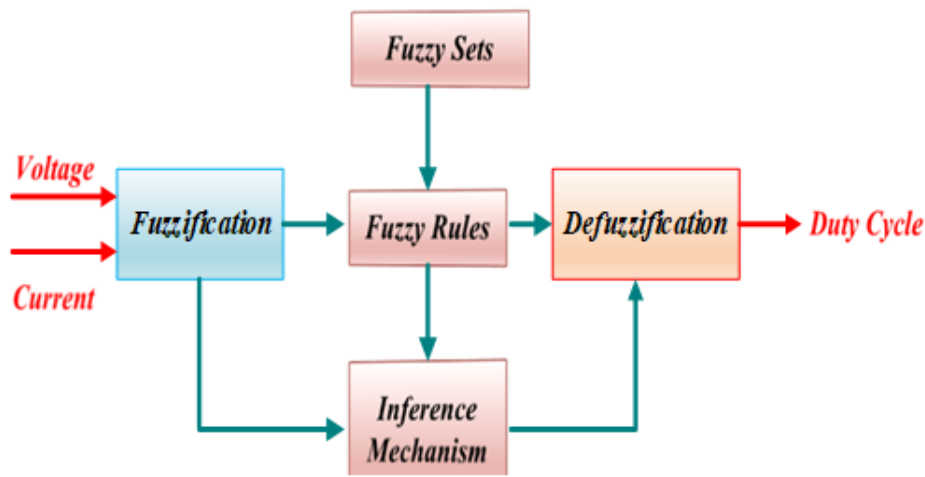 Fuzzy Sets
Voltage
Fuzzification
Fuzzy Rules
Defuzzification
Duty Cycle
Current
Inference
Mechanism